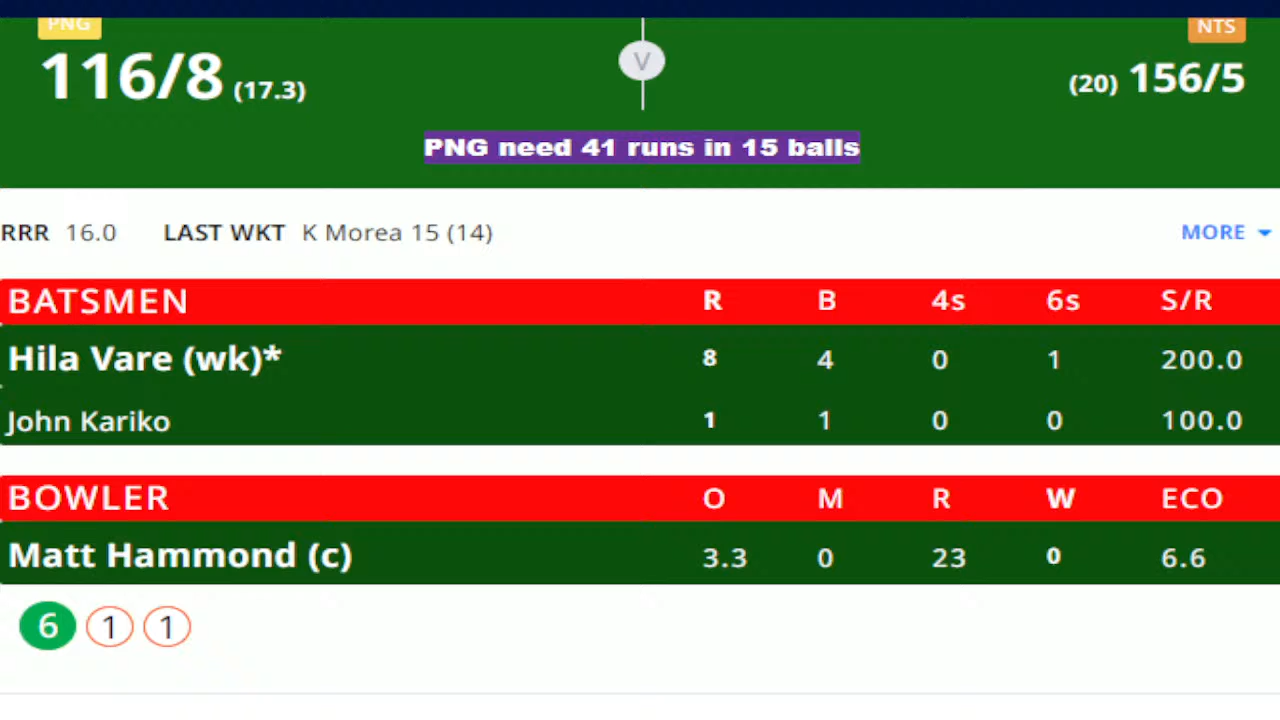 PNG NTS
116/8 (17.3) V (20) 156/5
PNG need 41 runs in 15 balls
RRR 16.0 LAST WKT K Morea 15 (14) MORE
BATSMEN R B 4s 6s S/R
Hila Vare (wk)* 8 4 0 1 200.0
John Kariko 1 1 0 0 100.0
BOWLER O M R W ECO
Matt Hammond (c) 3.3 0 23 0 6.6
6 1 1